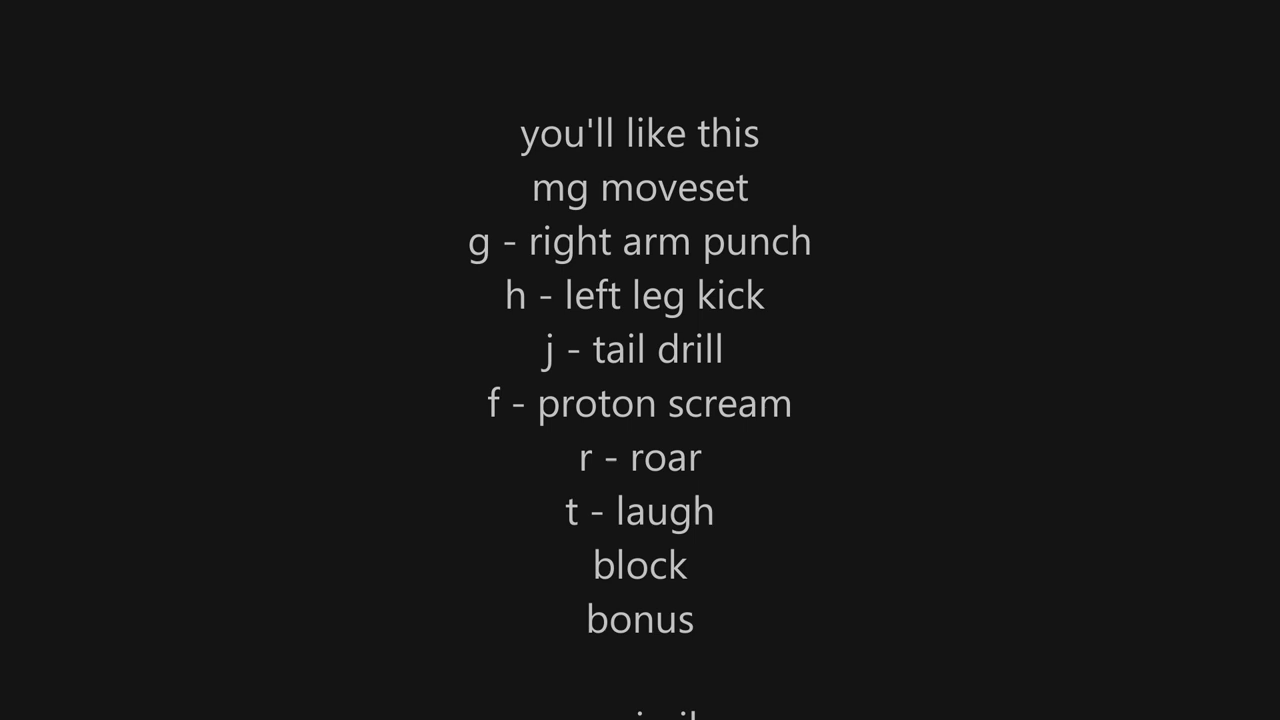 you'll like this
mg moveset
g - right arm punch
h - left leg kick
j - tail drill
f - proton scream
r - roar
t - laugh
block
bonus